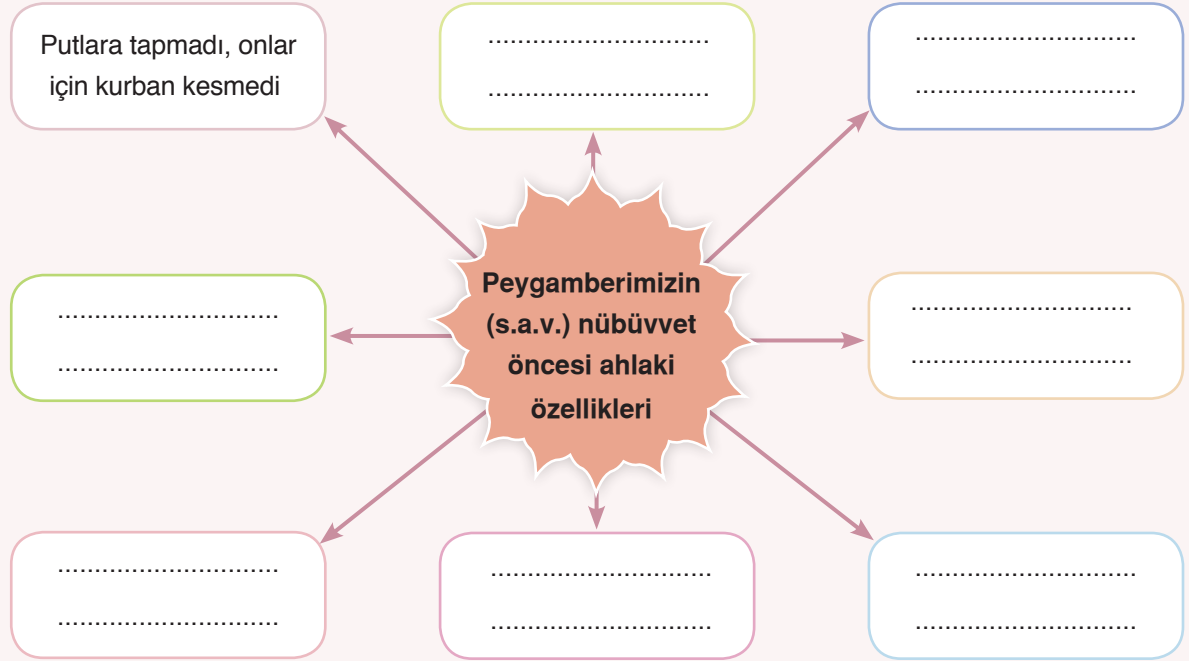 Putlara tapmadı, onlar
için kurban kesmedi
..............................
..............................
..............................
..............................
Peygamberimizin
(s.a.v.) nübüvvet
öncesi ahlaki
özellikleri
..............................
..............................
..............................
..............................
..............................
..............................
..............................
..............................
..............................
..............................